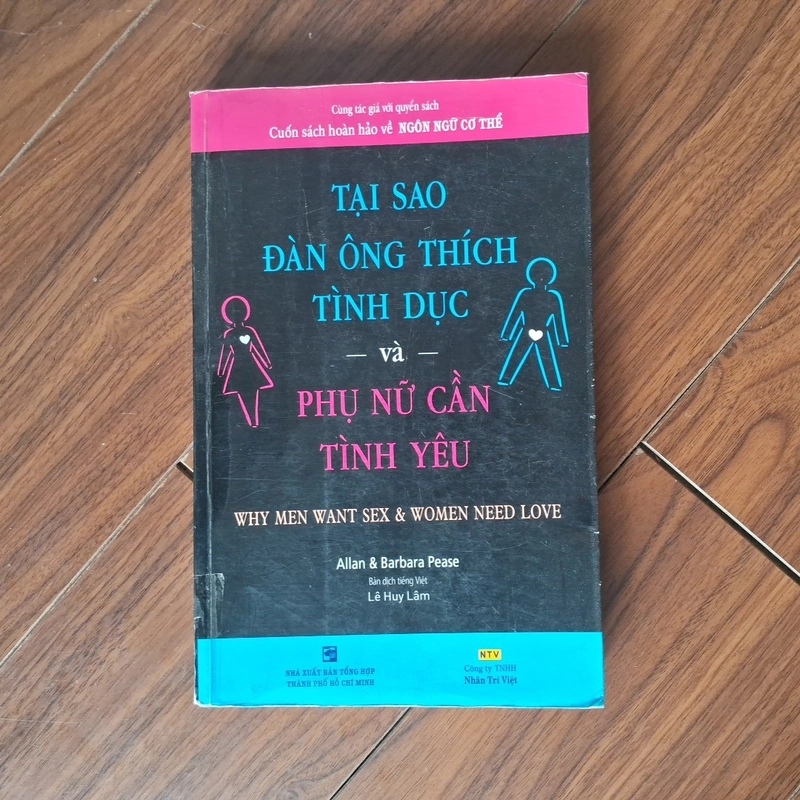 Cùng tác giả với quyển sách
Cuốn sách hoàn hảo về NGÔN NGỮ CƠ THỂ
TẠI SAO
ĐÀN ÔNG THÍCH
TÌNH DỤC
— và —
PHỤ NỮ CẦN
TÌNH YÊU
WHY MEN WANT SEX & WOMEN NEED LOVE
Allan & Barbara Pease
Bản dịch tiếng Việt
Lê Huy Lâm
NHÀ XUẤT BẢN TỔNG HỢP
THÀNH PHỐ HỒ CHÍ MINH
NTV
Công ty TNHH
Nhân Trí Việt